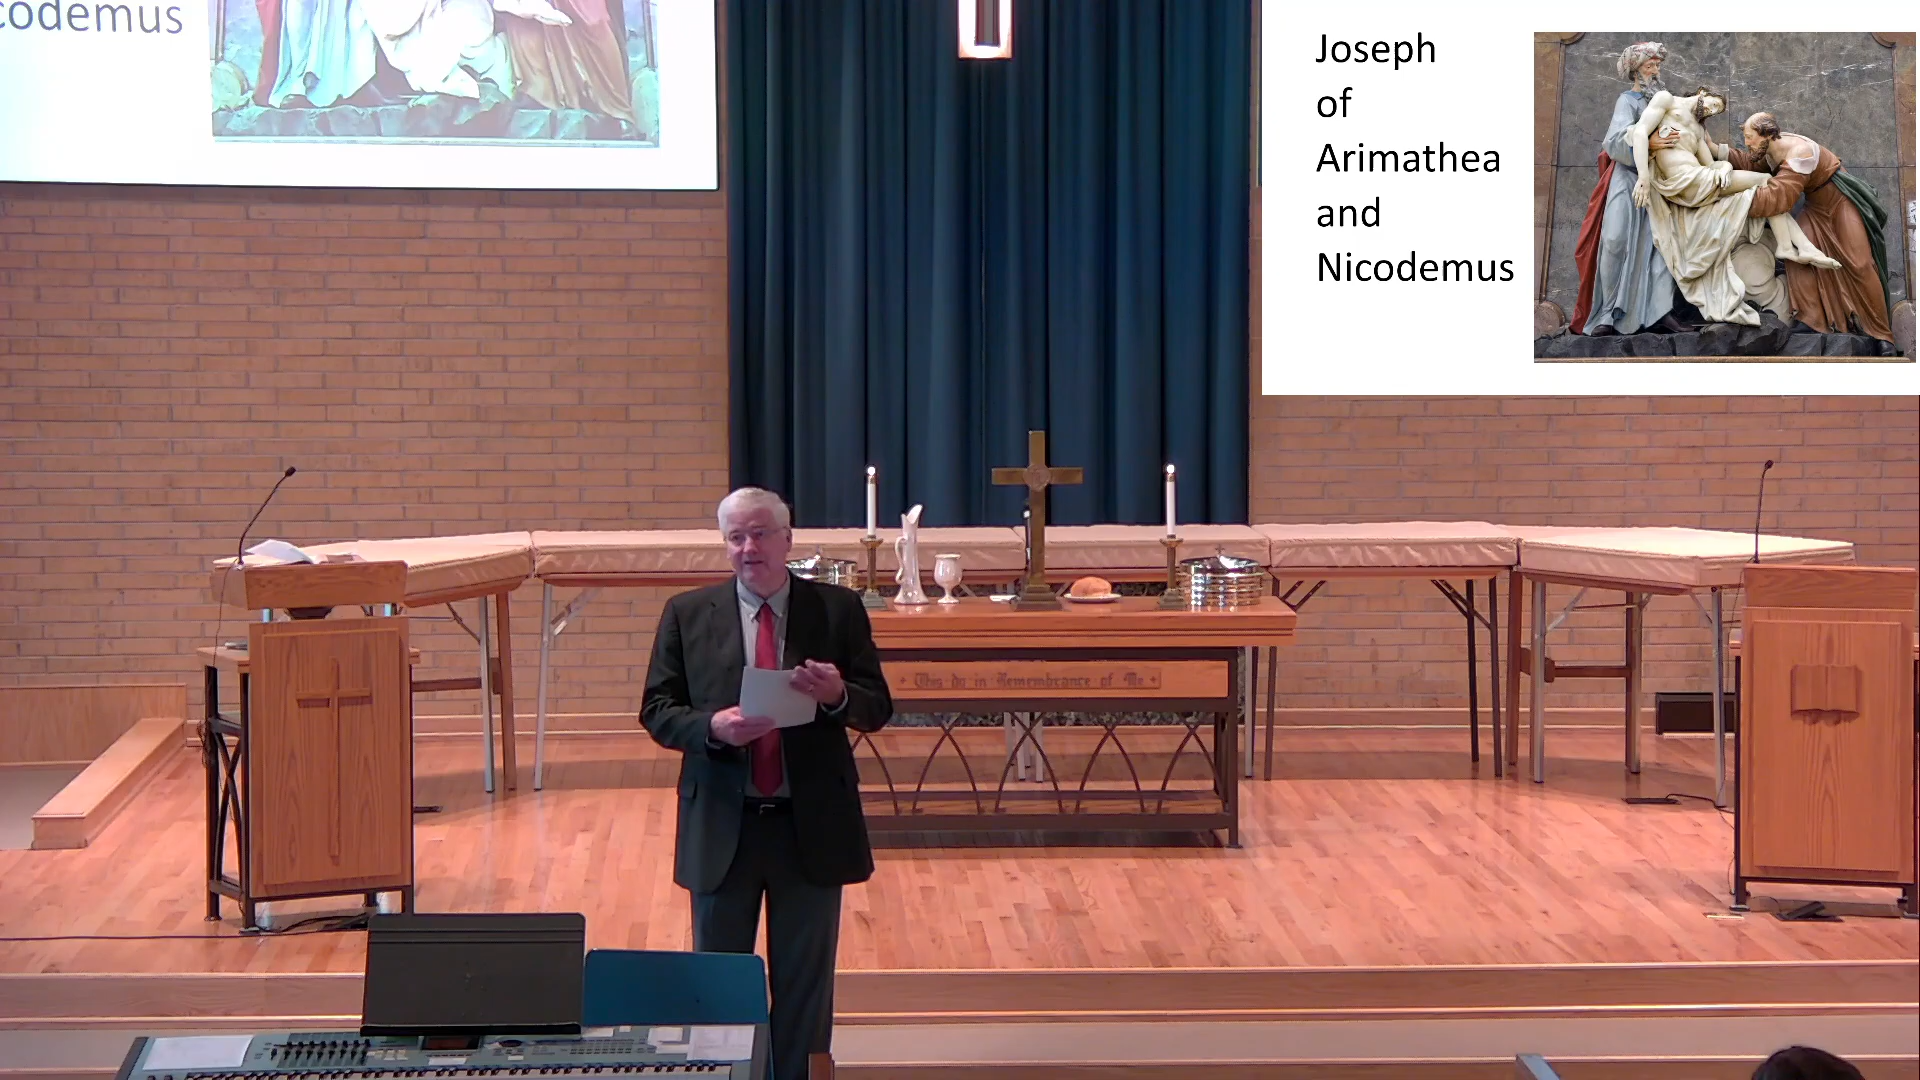 codemus
Joseph
of
Arimathea
and
Nicodemus
This do in Remembrance of Me